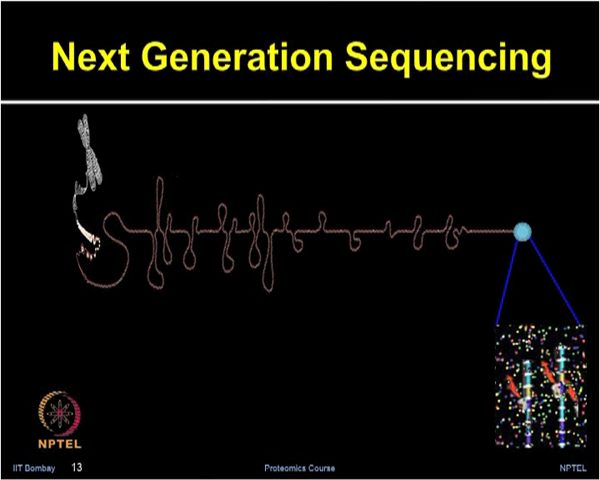 Next Generation Sequencing
NPTEL
IIT Bombay 13 Proteomics Course NPTEL